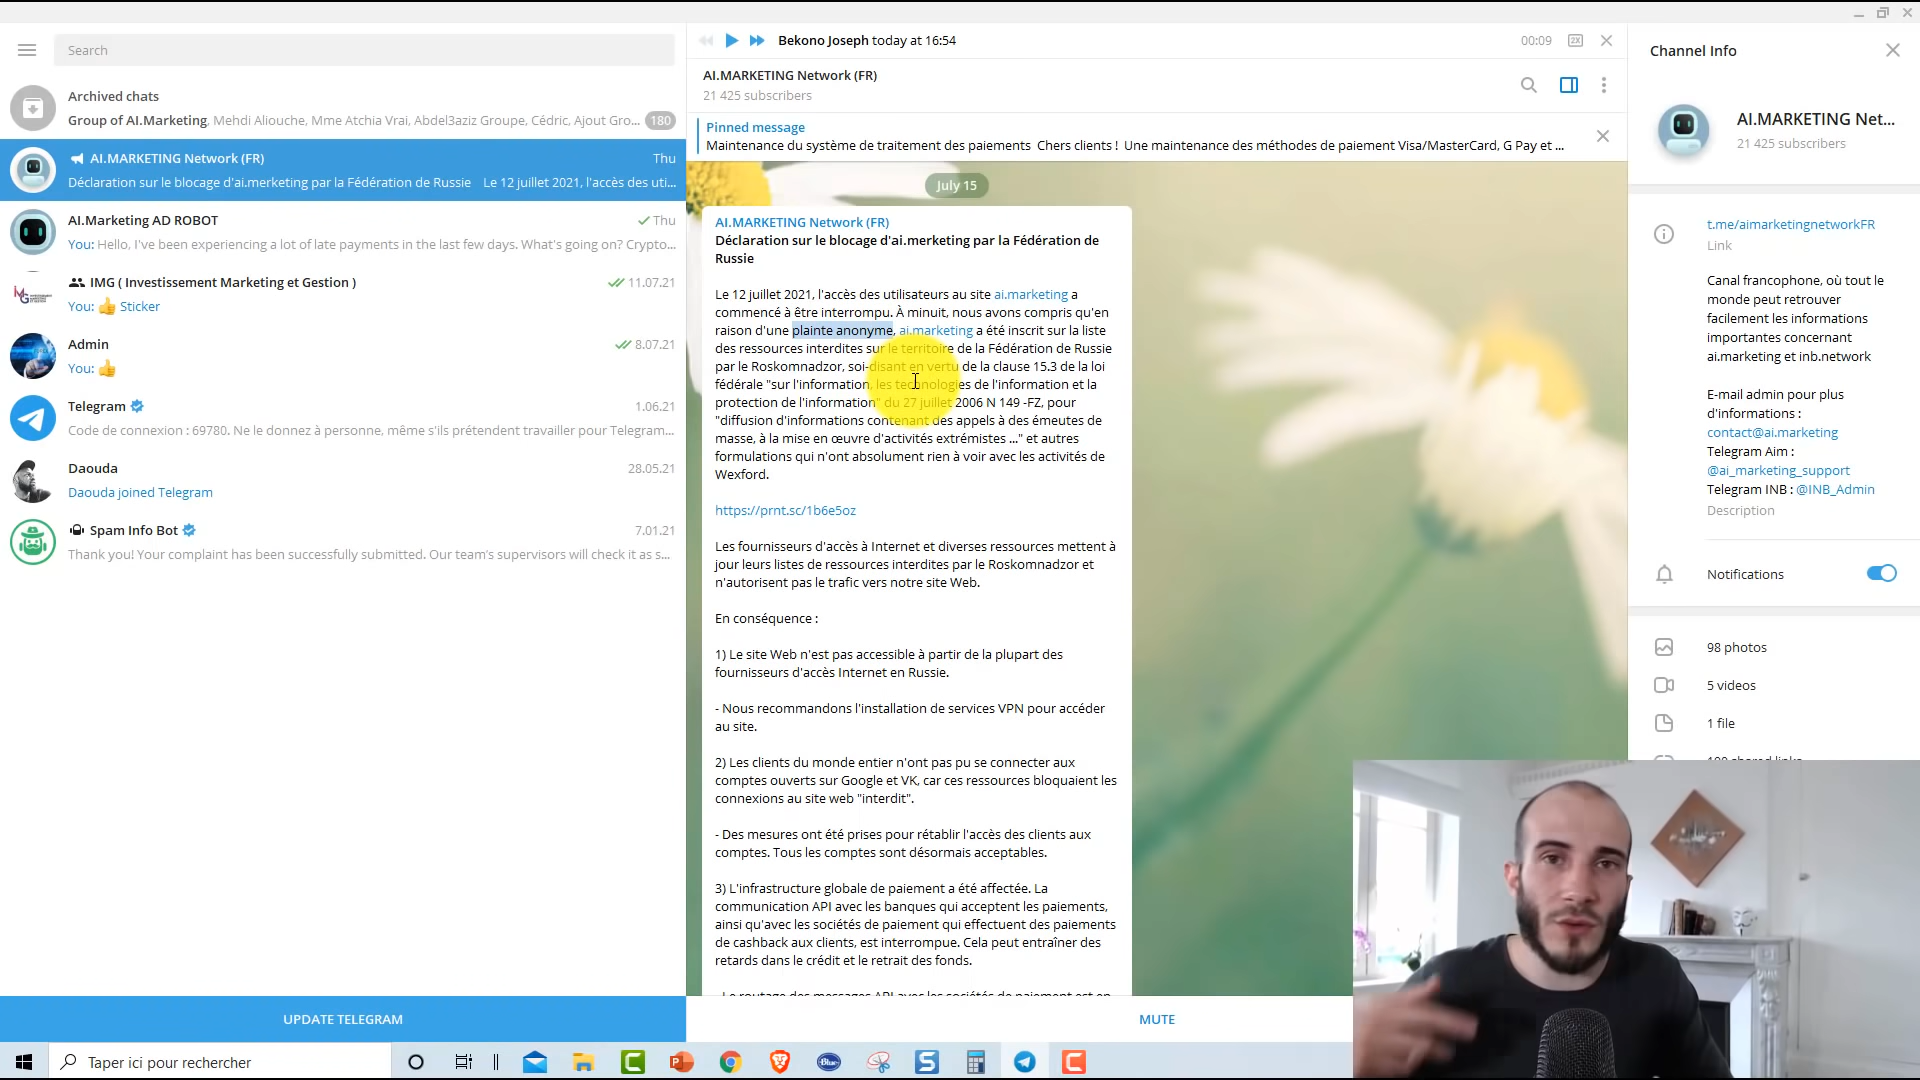 Search
Archived chats
Group of AI.Marketing, Mehdi Aliouche, Mme Atchia Vrai, Abdel3aziz Groupe, Cédric, Ajout Gro... 180
AI.MARKETING Network (FR) Thu
Déclaration sur le blocage d'ai.merketing par la Fédération de Russie Le 12 juillet 2021, l'accès des uti...
AI.Marketing AD ROBOT Thu
You: Hello, I've been experiencing a lot of late payments in the last few days. What's going on? Crypto...
IMG ( Investissement Marketing et Gestion ) 11.07.21
You: 👍 Sticker
Admin 8.07.21
You: 👍
Telegram 1.06.21
Code de connexion : 69780. Ne le donnez à personne, même s'ils prétendent travailler pour Telegram...
Daouda 28.05.21
Daouda joined Telegram
Spam Info Bot 7.01.21
Thank you! Your complaint has been successfully submitted. Our team's supervisors will check it as s...
UPDATE TELEGRAM
Bekono Joseph today at 16:54 00:09 2X
AI.MARKETING Network (FR)
21 425 subscribers
Pinned message
Maintenance du système de traitement des paiements Chers clients ! Une maintenance des méthodes de paiement Visa/MasterCard, G Pay et ...
July 15
AI.MARKETING Network (FR)
Déclaration sur le blocage d'ai.merketing par la Fédération de
Russie
Le 12 juillet 2021, l'accès des utilisateurs au site ai.marketing a
commencé à être interrompu. À minuit, nous avons compris qu'en
raison d'une plainte anonyme, ai.marketing a été inscrit sur la liste
des ressources interdites sur le territoire de la Fédération de Russie
par le Roskomnadzor, soi-disant en vertu de la clause 15.3 de la loi
fédérale "sur l'information, les technologies de l'information et la
protection de l'information" du 27 juillet 2006 N 149 -FZ, pour
"diffusion d'informations contenant des appels à des émeutes de
masse, à la mise en œuvre d'activités extrémistes ..." et autres
formulations qui n'ont absolument rien à voir avec les activités de
Wexford.
https://prnt.sc/1b6e5oz
Les fournisseurs d'accès à Internet et diverses ressources mettent à
jour leurs listes de ressources interdites par le Roskomnadzor et
n'autorisent pas le trafic vers notre site Web.
En conséquence :
1) Le site Web n'est pas accessible à partir de la plupart des
fournisseurs d'accès Internet en Russie.
- Nous recommandons l'installation de services VPN pour accéder
au site.
2) Les clients du monde entier n'ont pas pu se connecter aux
comptes ouverts sur Google et VK, car ces ressources bloquaient les
connexions au site web "interdit".
- Des mesures ont été prises pour rétablir l'accès des clients aux
comptes. Tous les comptes sont désormais acceptables.
3) L'infrastructure globale de paiement a été affectée. La
communication API avec les banques qui acceptent les paiements,
ainsi qu'avec les sociétés de paiement qui effectuent des paiements
de cashback aux clients, est interrompue. Cela peut entraîner des
retards dans le crédit et le retrait des fonds.
- Le routage des messages API avec les sociétés de paiement est en
MUTE
Channel Info
AI.MARKETING Net...
21 425 subscribers
t.me/aimarketingnetworkFR
Link
Canal francophone, où tout le
monde peut retrouver
facilement les informations
importantes concernant
ai.marketing et inb.network
E-mail admin pour plus
d'informations :
contact@ai.marketing
Telegram Aim :
@ai_marketing_support
Telegram INB : @INB_Admin
Description
Notifications
98 photos
5 videos
1 file
Taper ici pour rechercher